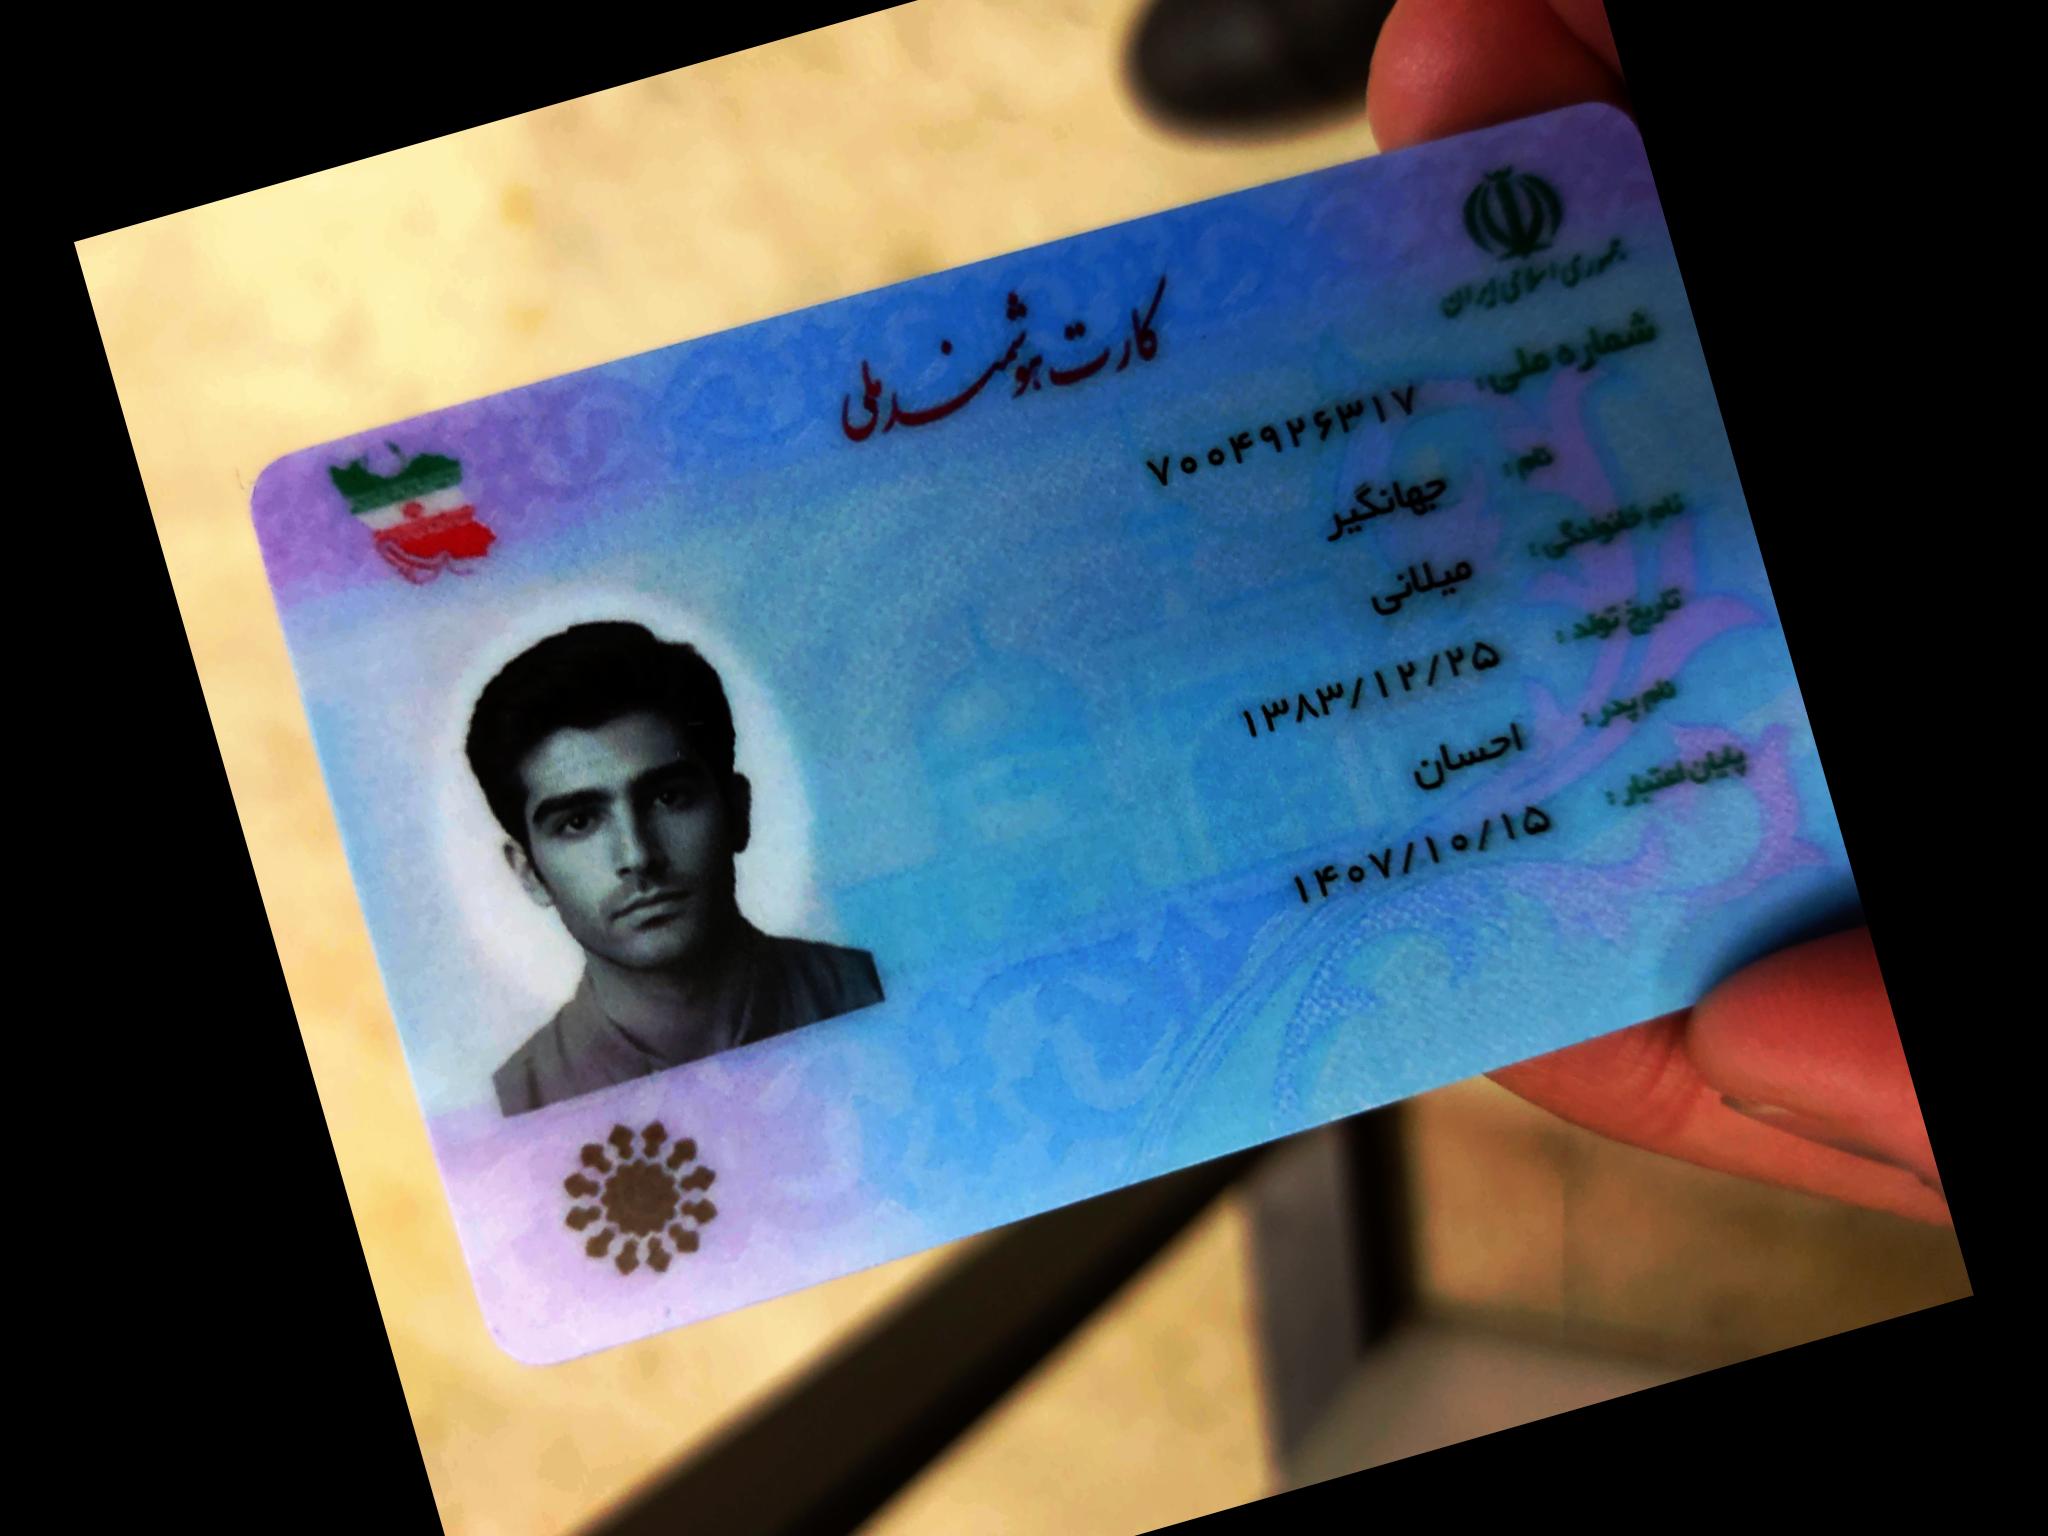 جمهوری اسلامی ایران
کارت هوشمند ملی
شماره ملی: ۷۰۰۴۹۲۶۳۱۷
نام: جهانگیر
نام خانوادگی: میلانی
تاریخ تولد: ۱۳۸۳/۱۲/۲۵
نام پدر: احسان
پایان اعتبار: ۱۴۰۷/۱۰/۱۵